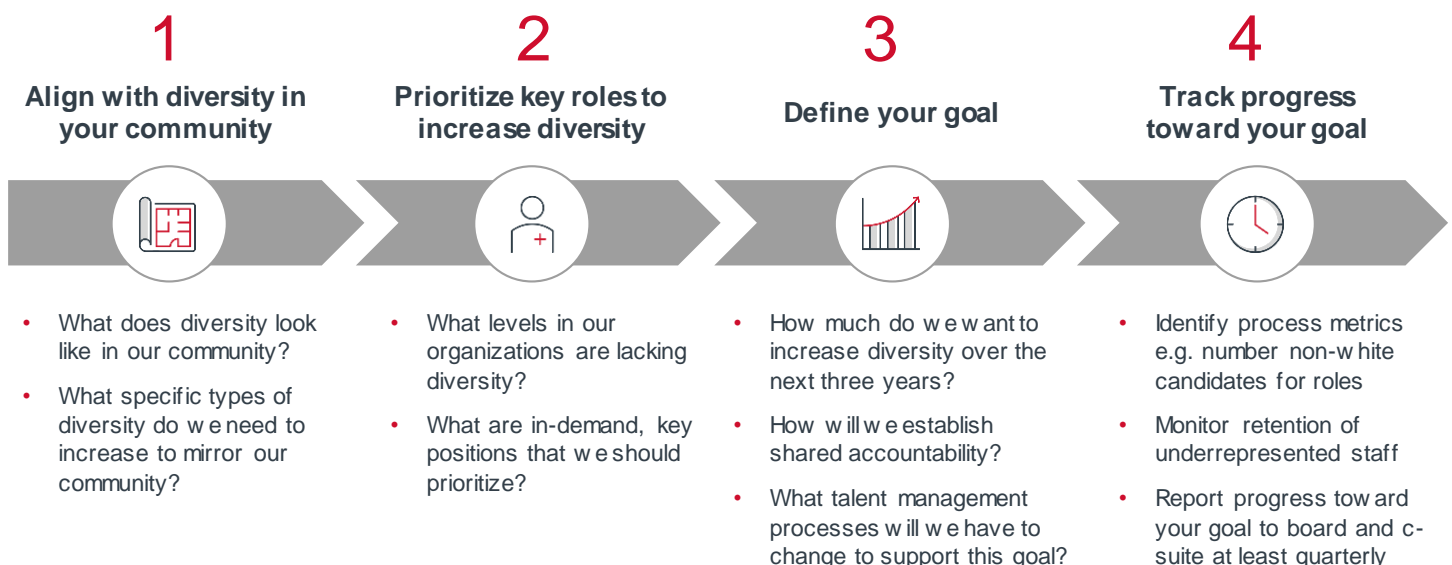 1
Align with diversity in
your community
• What does diversity look
like in our community?
• What specific types of
diversity do we need to
increase to mirror our
community?
2
Prioritize key roles to
increase diversity
• What levels in our
organizations are lacking
diversity?
• What are in-demand, key
positions that we should
prioritize?
3
Define your goal
• How much do we want to
increase diversity over the
next three years?
• How will we establish
shared accountability?
• What talent management
processes will we have to
change to support this goal?
4
Track progress
toward your goal
• Identify process metrics
e.g. number non-white
candidates for roles
• Monitor retention of
underrepresented staff
• Report progress toward
your goal to board and c-
suite at least quarterly